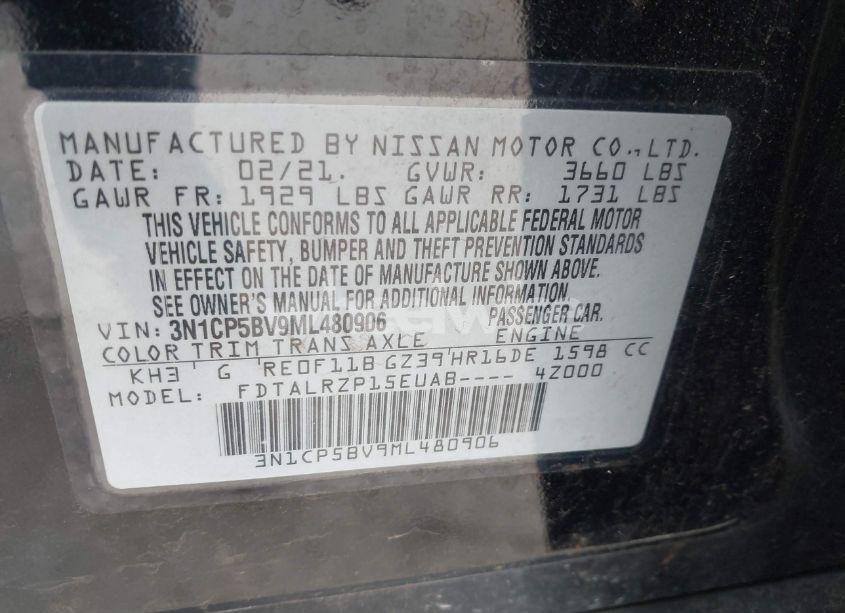 MANUFACTURED BY NISSAN MOTOR CO., LTD.
DATE: 02/21. GVWR: 3660 LBS
GAWR FR: 1929 LBS GAWR RR: 1731 LBS
THIS VEHICLE CONFORMS TO ALL APPLICABLE FEDERAL MOTOR
VEHICLE SAFETY, BUMPER AND THEFT PREVENTION STANDARDS
IN EFFECT ON THE DATE OF MANUFACTURE SHOWN ABOVE.
SEE OWNER'S MANUAL FOR ADDITIONAL INFORMATION.
VIN: 3N1CP5BV9ML480906 PASSENGER CAR.
COLOR TRIM TRANS AXLE ENGINE
KH3 G RE0F11B GZ39 HR16DE 1598 CC
MODEL: FDTALRZP15EUAB---- 4Z000
3N1CP5BV9ML480906